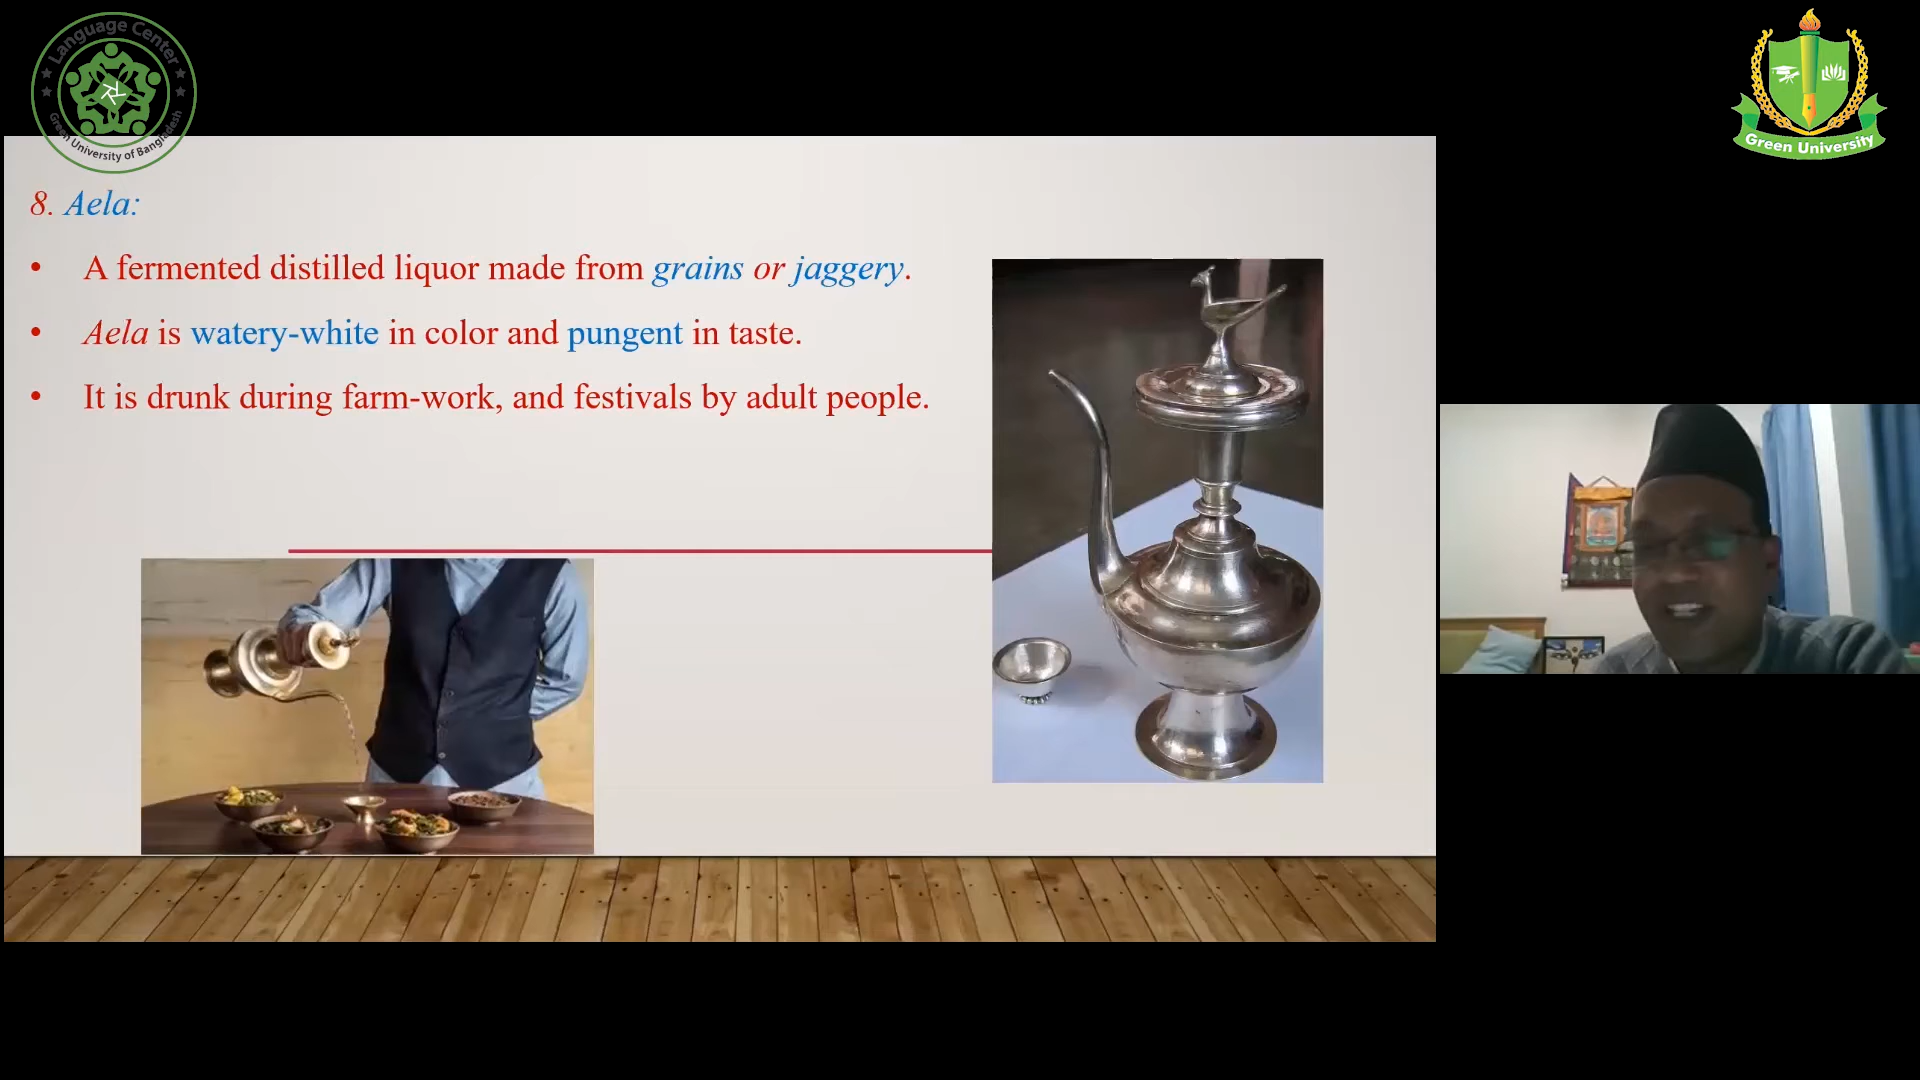 Language Center
Green University of Bangladesh
Green University
8. Aela:
• A fermented distilled liquor made from grains or jaggery.
• Aela is watery-white in color and pungent in taste.
• It is drunk during farm-work, and festivals by adult people.